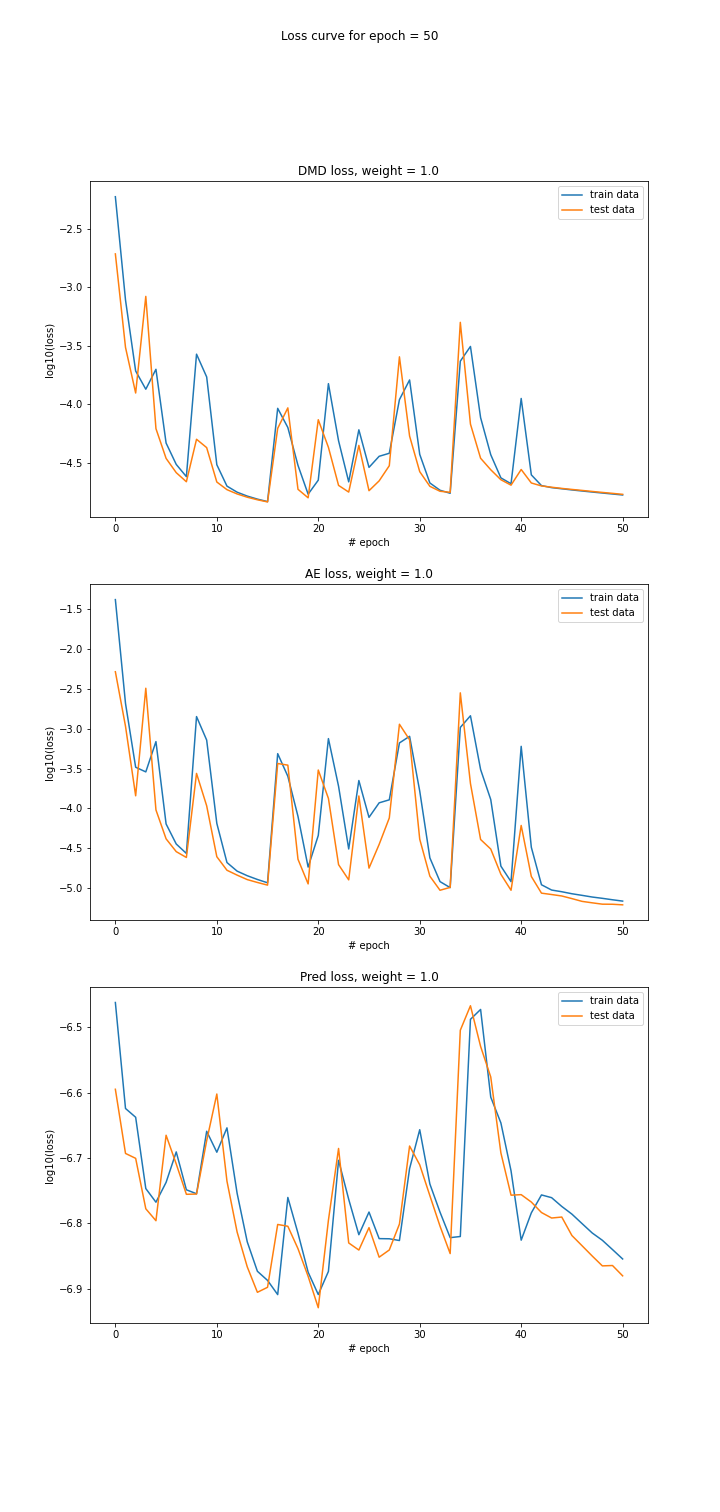 Loss curve for epoch = 50
DMD loss, weight = 1.0
train data
test data
−2.5
−3.0
−3.5
−4.0
−4.5
log10(loss)
0
10
20
30
40
50
# epoch
AE loss, weight = 1.0
train data
test data
−1.5
−2.0
−2.5
−3.0
−3.5
−4.0
−4.5
−5.0
log10(loss)
0
10
20
30
40
50
# epoch
Pred loss, weight = 1.0
train data
test data
−6.5
−6.6
−6.7
−6.8
−6.9
log10(loss)
0
10
20
30
40
50
# epoch